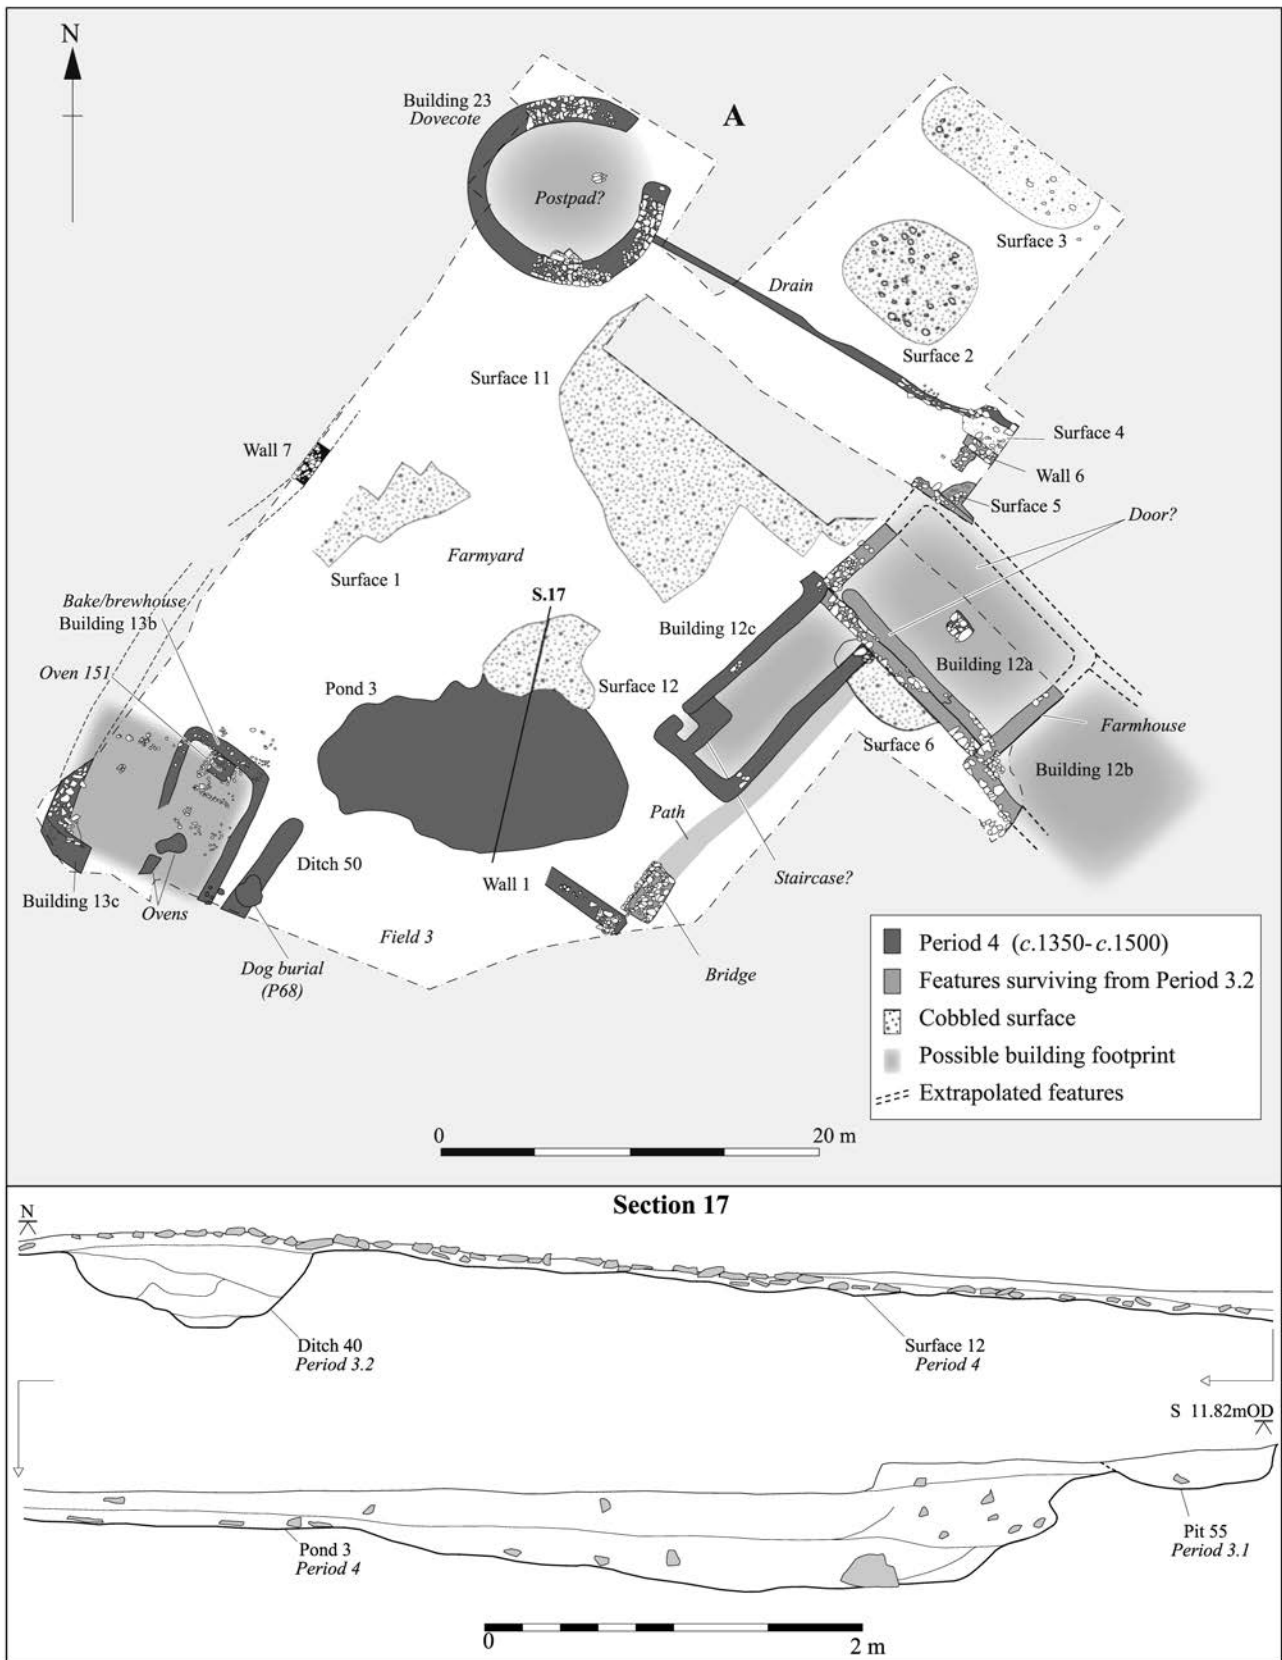 N
Building 23
Dovecote
A
Postpad?
Surface 3
Drain
Surface 2
Surface 11
Surface 4
Wall 7
Wall 6
Surface 5
Door?
Farmyard
Surface 1
S.17
Bake/brewhouse
Building 13b
Building 12c
Oven 151
Building 12a
Pond 3
Surface 12
Farmhouse
Surface 6
Building 12b
Path
Ditch 50
Wall 1
Staircase?
Building 13c
Ovens
Field 3
Dog burial
(P68)
Bridge
Period 4 (c.1350-c.1500)
Features surviving from Period 3.2
Cobbled surface
Possible building footprint
Extrapolated features
0 20 m
Section 17
N
Ditch 40
Period 3.2
Surface 12
Period 4
S 11.82mOD
Pond 3
Period 4
Pit 55
Period 3.1
0 2 m